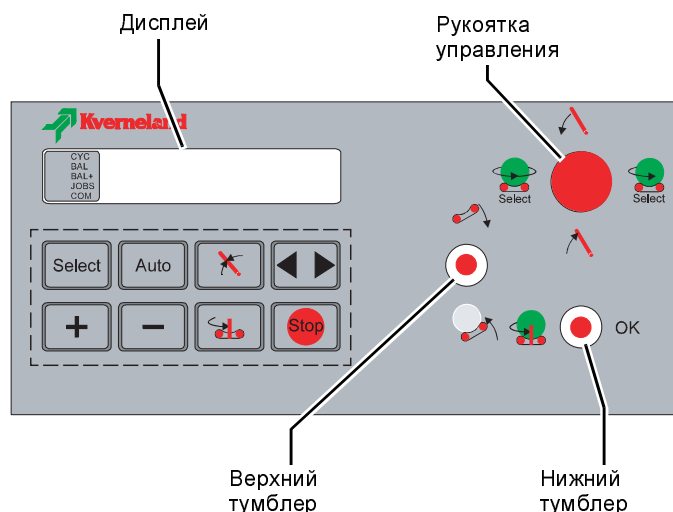 Дисплей
Рукоятка
управления
Kverneland
CYC
BAL
BAL+
JOBS
COM
Select
Select
Select
Auto
Stop
OK
Верхний
тумблер
Нижний
тумблер